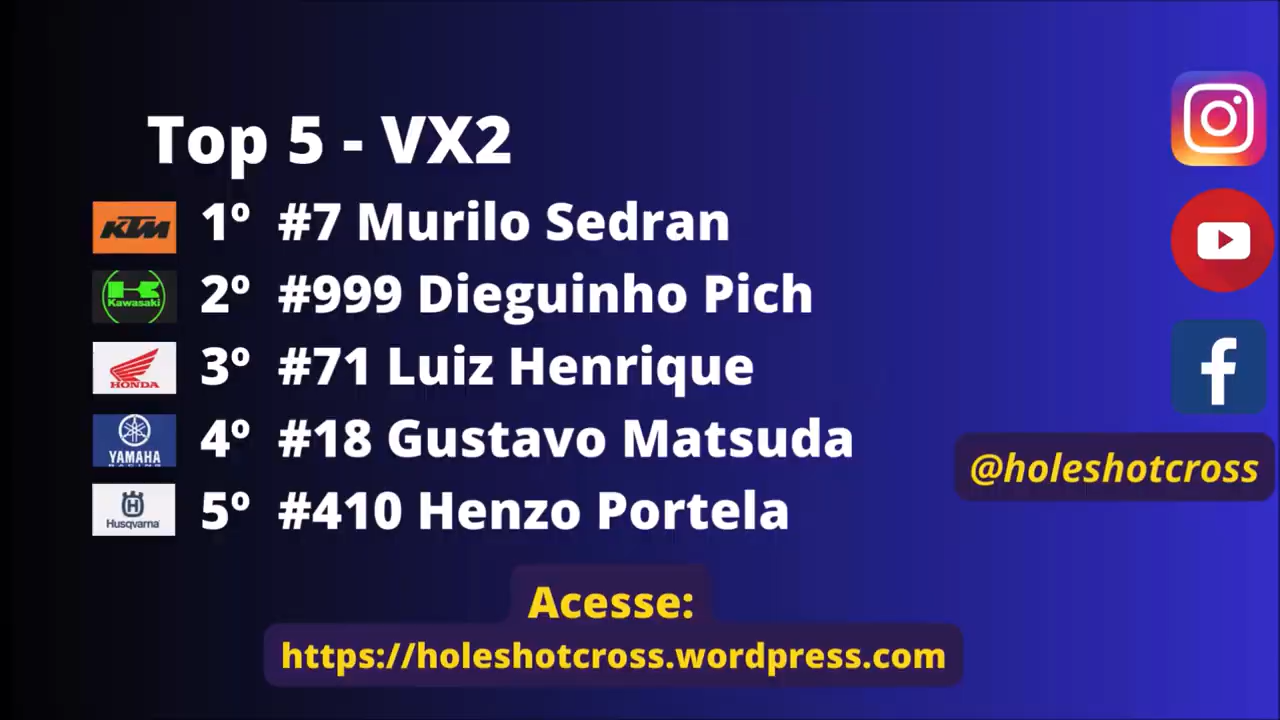 Top 5 - VX2
KTM 1º #7 Murilo Sedran
Kawasaki 2º #999 Dieguinho Pich
HONDA 3º #71 Luiz Henrique
YAMAHA RACING 4º #18 Gustavo Matsuda
Husqvarna 5º #410 Henzo Portela
@holeshotcross
Acesse:
https://holeshotcross.wordpress.com